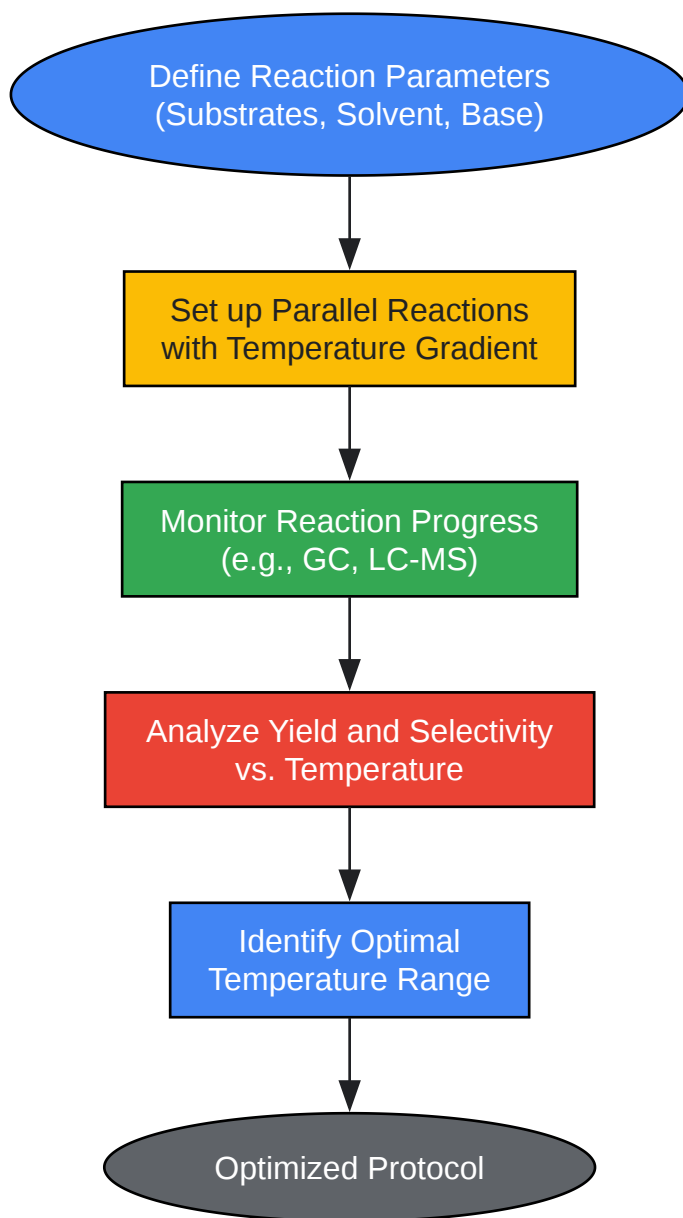 Define Reaction Parameters
(Substrates, Solvent, Base)
Set up Parallel Reactions
with Temperature Gradient
Monitor Reaction Progress
(e.g., GC, LC-MS)
Analyze Yield and Selectivity
vs. Temperature
Identify Optimal
Temperature Range
Optimized Protocol